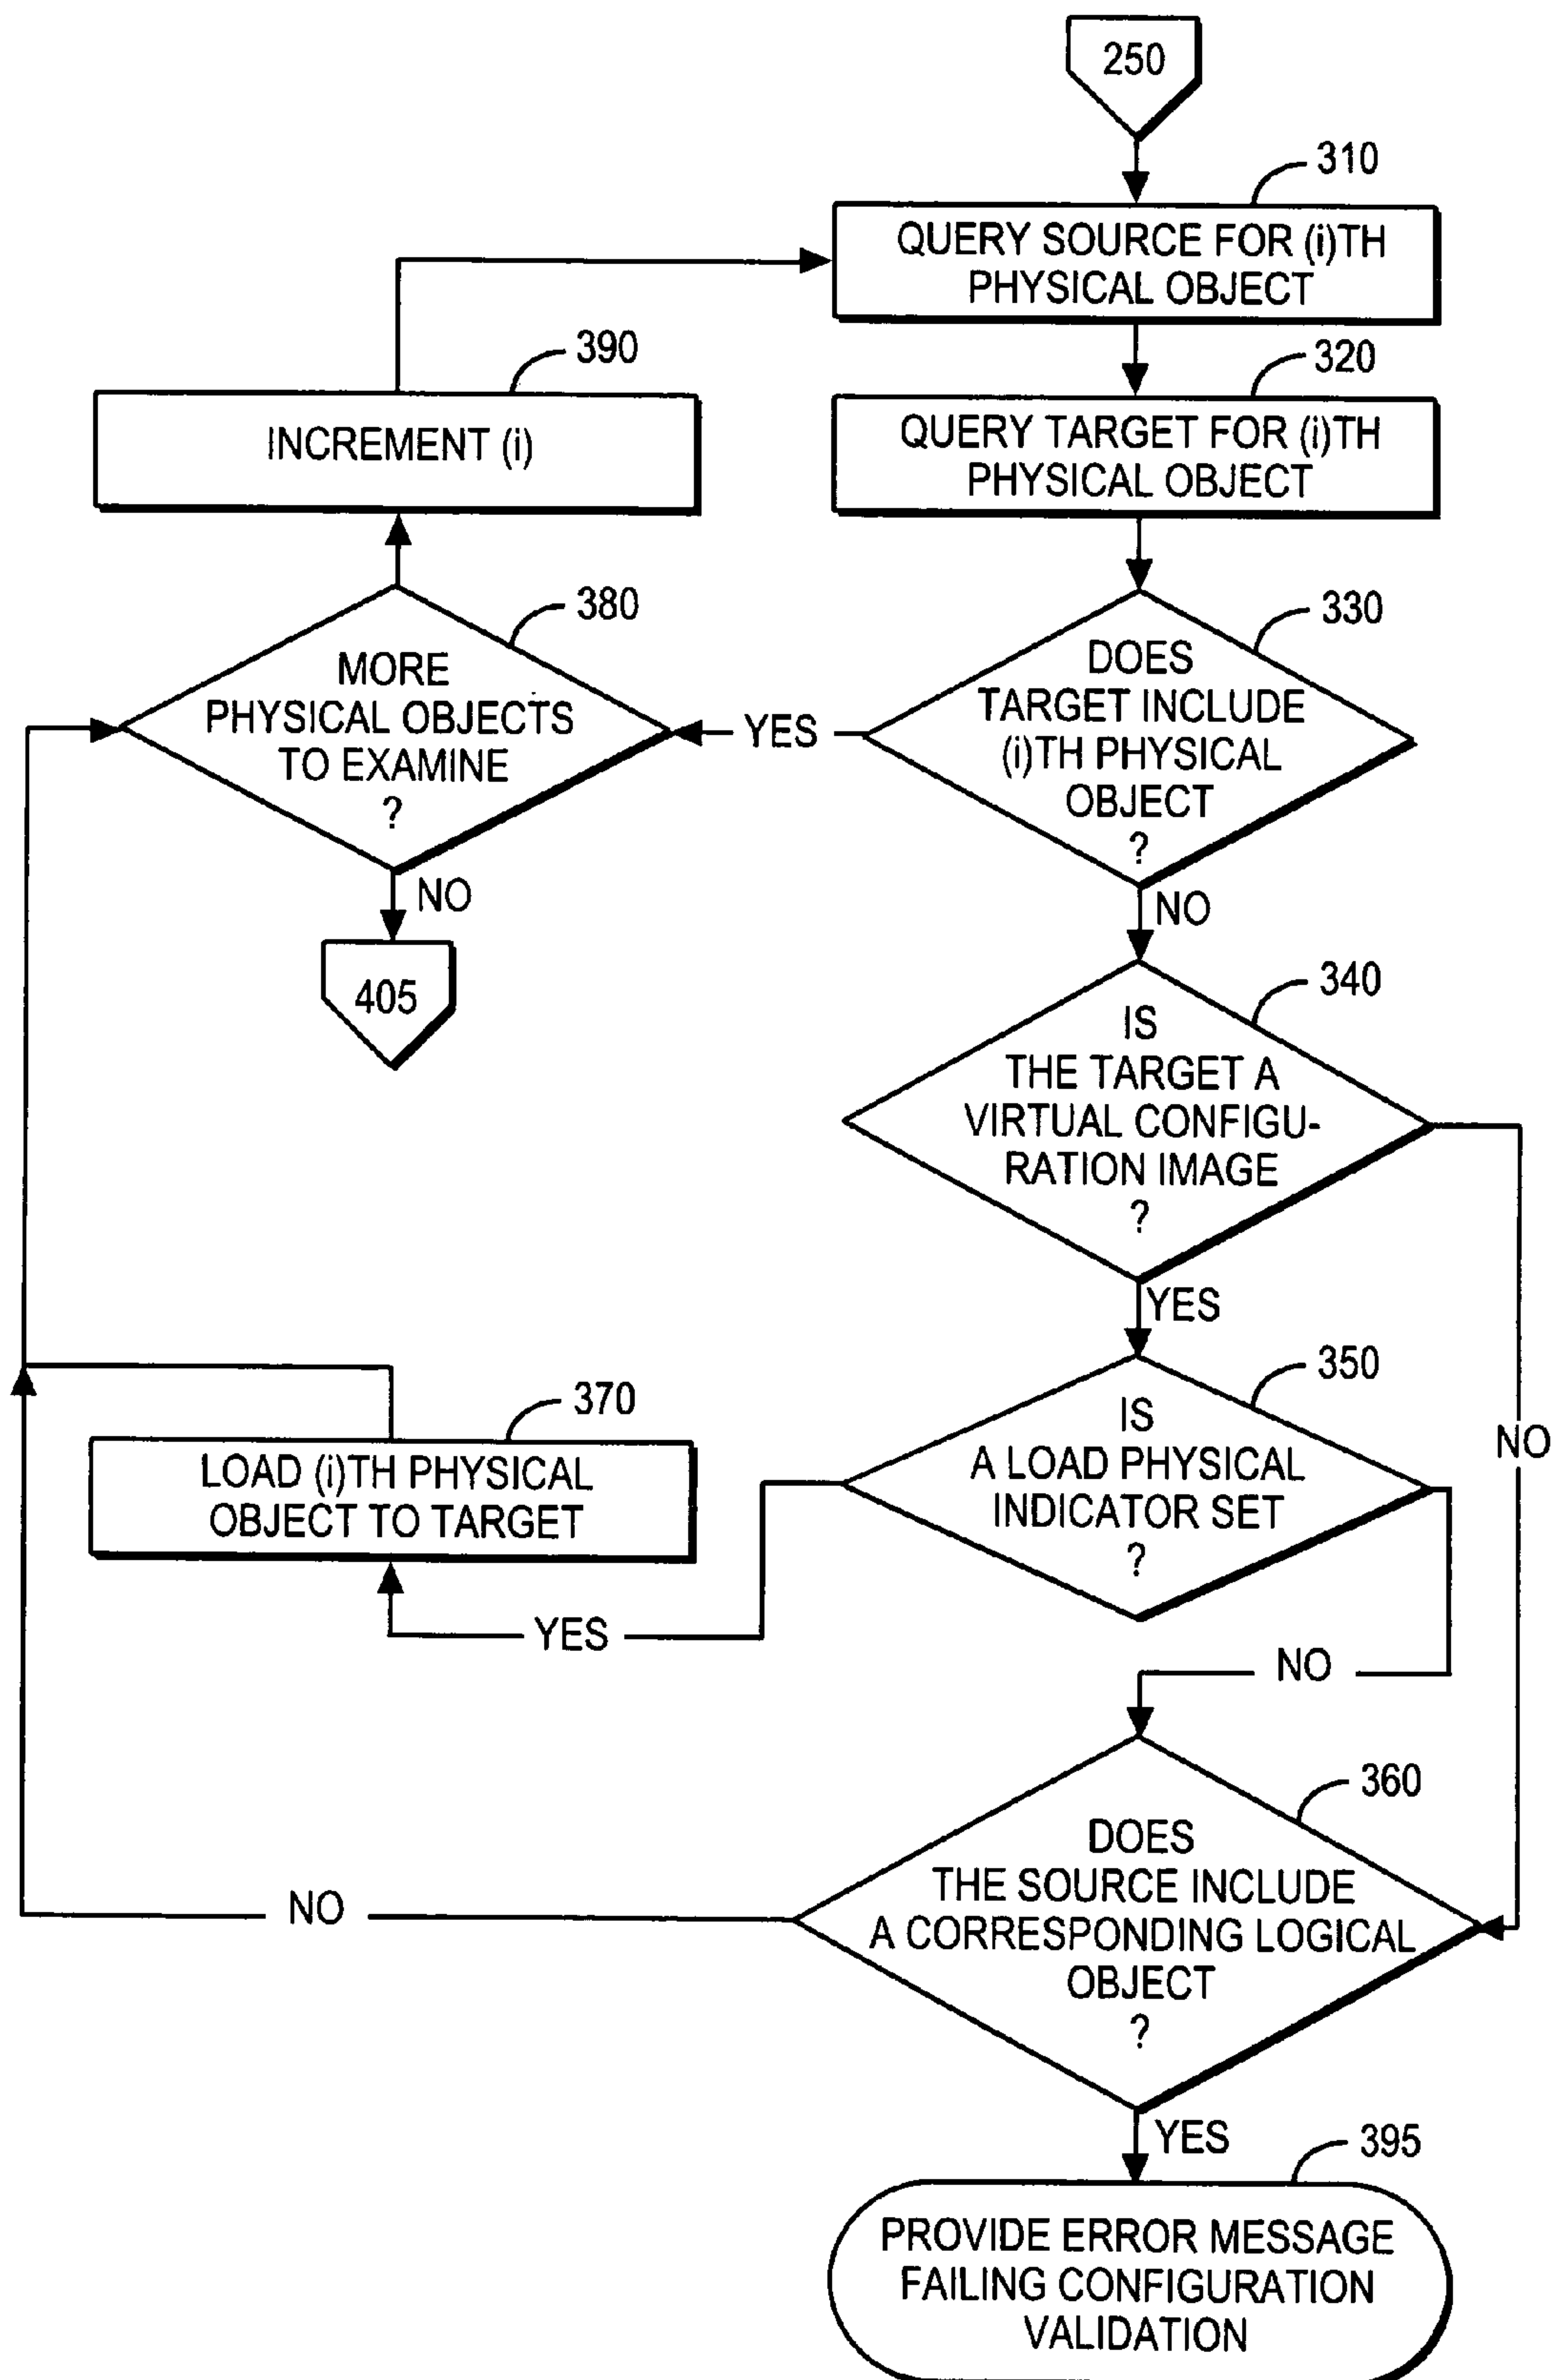 250
310
QUERY SOURCE FOR (i)TH
PHYSICAL OBJECT
390
320
INCREMENT (i)
QUERY TARGET FOR (i)TH
PHYSICAL OBJECT
380
330
MORE
PHYSICAL OBJECTS
TO EXAMINE
?
YES
DOES
TARGET INCLUDE
(i)TH PHYSICAL
OBJECT
?
NO
NO
405
340
IS
THE TARGET A
VIRTUAL CONFIGU-
RATION IMAGE
?
YES
350
370
IS
A LOAD PHYSICAL
INDICATOR SET
?
NO
LOAD (i)TH PHYSICAL
OBJECT TO TARGET
YES
NO
360
DOES
THE SOURCE INCLUDE
A CORRESPONDING LOGICAL
OBJECT
?
NO
YES
395
PROVIDE ERROR MESSAGE
FAILING CONFIGURATION
VALIDATION